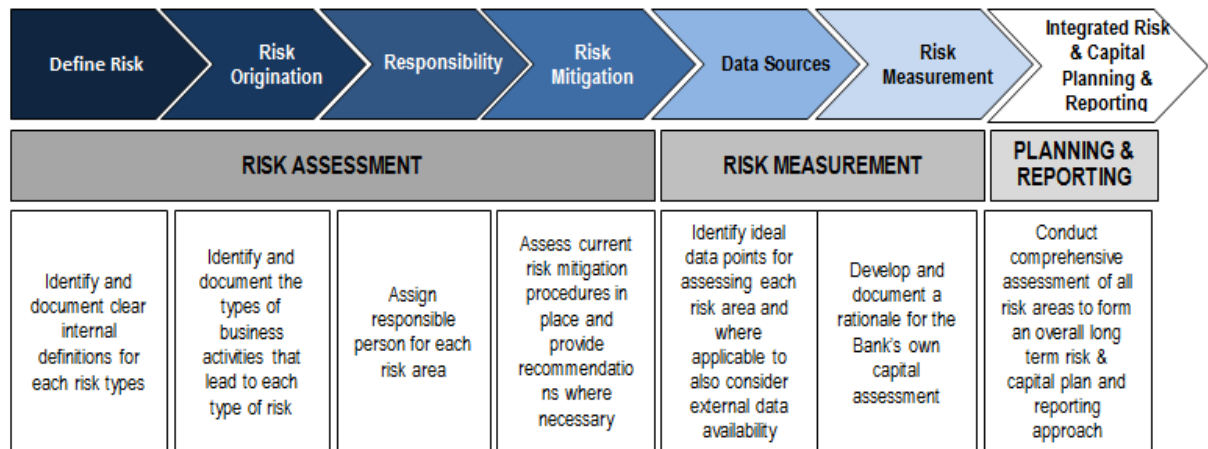 Define Risk
Risk
Origination
Responsibility
Risk
Mitigation
Data Sources
Risk
Measurement
Integrated Risk
& Capital
Planning &
Reporting
RISK ASSESSMENT
RISK MEASUREMENT
PLANNING &
REPORTING
Identify and
document clear
internal
definitions for
each risk types
Identify and
document the
types of
business
activities that
lead to each
type of risk
Assign
responsible
person for each
risk area
Assess current
risk mitigation
procedures in
place and
provide
recommendatio
ns where
necessary
Identify ideal
data points for
assessing each
risk area and
where
applicable to
also consider
external data
availability
Develop and
document a
rationale for the
Bank's own
capital
assessment
Conduct
comprehensive
assessment of all
risk areas to form
an overall long
term risk &
capital plan and
reporting
approach